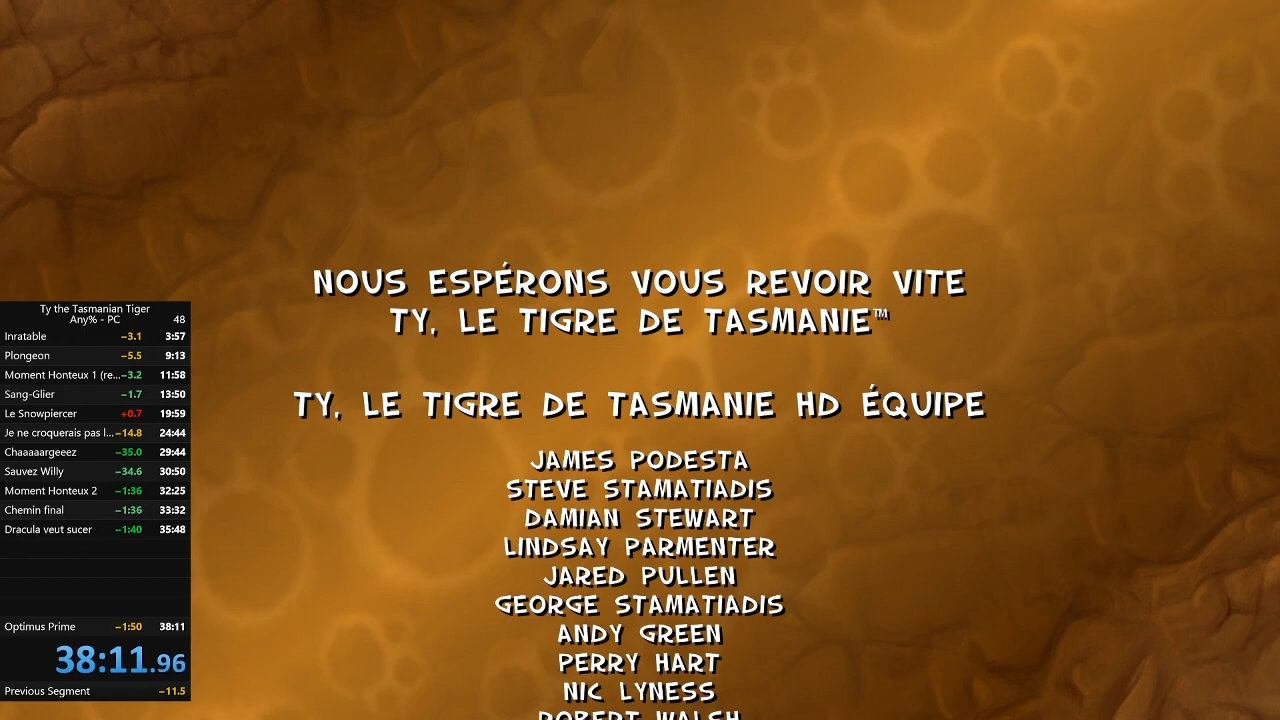 NOUS ESPÉRONS VOUS REVOIR VITE
TY, LE TIGRE DE TASMANIE™
TY, LE TIGRE DE TASMANIE HD ÉQUIPE
JAMES PODESTA
STEVE STAMATIADIS
DAMIAN STEWART
LINDSAY PARMENTER
JARED PULLEN
GEORGE STAMATIADIS
ANDY GREEN
PERRY HART
NIC LYNESS
ROBERT WALSH
Ty the Tasmanian Tiger
Any% - PC 48
Inratable −3.1 3:57
Plongeon −5.5 9:13
Moment Honteux 1 (re... −3.2 11:58
Sang-Glier −1.7 13:50
Le Snowpiercer +0.7 19:59
Je ne croquerais pas l... −14.8 24:44
Chaaaaargeeez −35.0 29:44
Sauvez Willy −34.6 30:50
Moment Honteux 2 −1:36 32:25
Chemin final −1:36 33:32
Dracula veut sucer −1:40 35:48
Optimus Prime −1:50 38:11
38:11.96
Previous Segment −11.5